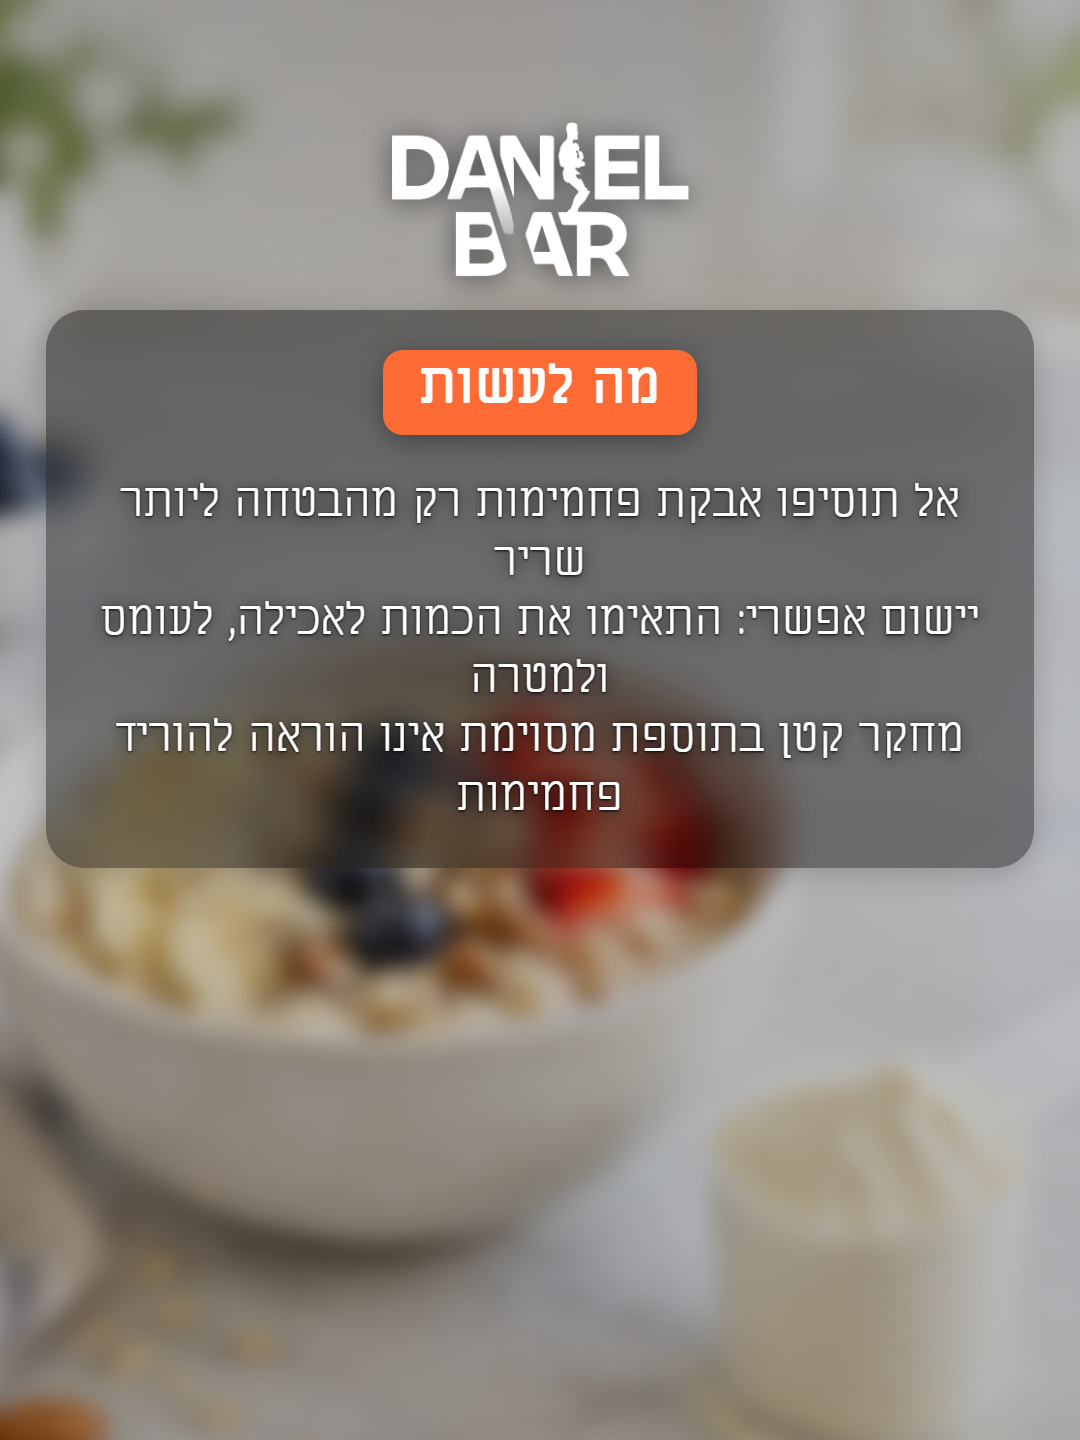 DANIEL
BAR
מה לעשות
אל תוסיפו אבקת פחמימות רק מהבטחה ליותר
שריר
יישום אפשרי: התאימו את הכמות לאכילה, לעומס
ולמטרה
מחקר קטן בתוספת מסוימת אינו הוראה להוריד
פחמימות